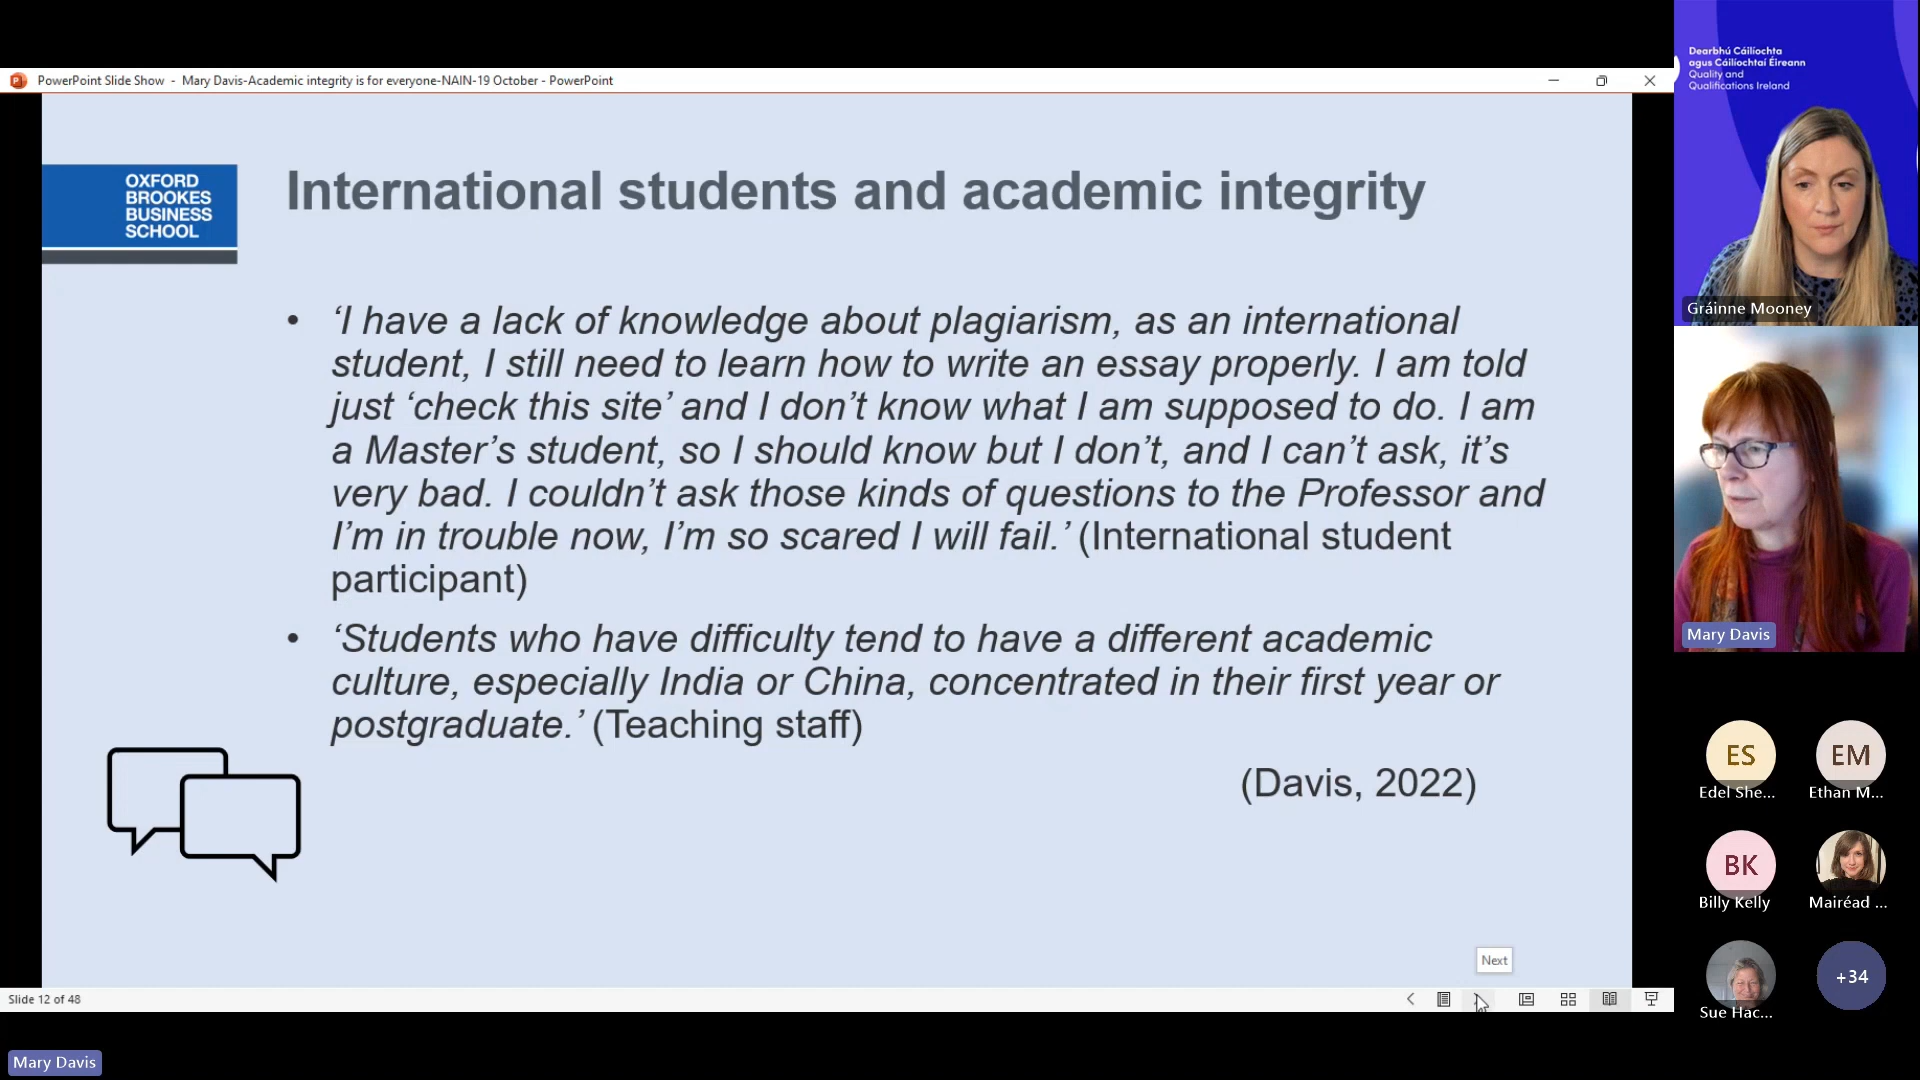 PowerPoint Slide Show - Mary Davis-Academic integrity is for everyone-NAIN-19 October - PowerPoint
OXFORD
BROOKES
BUSINESS
SCHOOL
International students and academic integrity
• ‘I have a lack of knowledge about plagiarism, as an international
student, I still need to learn how to write an essay properly. I am told
just ‘check this site’ and I don’t know what I am supposed to do. I am
a Master’s student, so I should know but I don’t, and I can’t ask, it’s
very bad. I couldn’t ask those kinds of questions to the Professor and
I’m in trouble now, I’m so scared I will fail.’ (International student
participant)
• ‘Students who have difficulty tend to have a different academic
culture, especially India or China, concentrated in their first year or
postgraduate.’ (Teaching staff)
(Davis, 2022)
Next
Slide 12 of 48
Mary Davis
Dearbhú Cáilíochta
agus Cáilíochtaí Éireann
Quality and
Qualifications Ireland
Gráinne Mooney
Mary Davis
ES
EM
Edel She...
Ethan M...
BK
Billy Kelly
Mairéad ...
+34
Sue Hac...